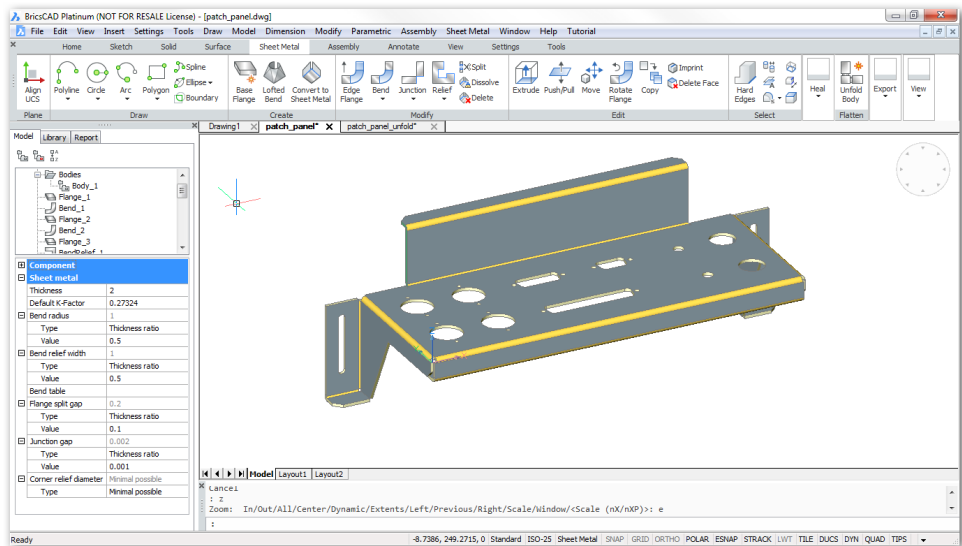 BricsCAD Platinum (NOT FOR RESALE License) - [patch_panel.dwg]
File Edit View Insert Settings Tools Draw Model Dimension Modify Parametric Assembly Sheet Metal Window Help Tutorial
Home Sketch Solid Surface Sheet Metal Assembly Annotate View Settings Tools
Align UCS
Polyline Circle Arc Polygon
Spline
Ellipse
Boundary
Base Flange
Lofted Bend
Convert to Sheet Metal
Edge Flange
Bend Junction Relief
Split
Dissolve
Delete
Extrude Push/Pull Move
Rotate Flange
Copy
Imprint
Delete Face
Hard Edges
Heal
Unfold Body
Export
View
Plane Draw Create Modify Edit Select Flatten
Drawing1 patch_panel* patch_panel_unfold*
Model Library Report
Bodies
Body_1
Flange_1
Bend_1
Flange_2
Bend_2
Flange_3
BendRelief_1
Component
Sheet metal
Thickness 2
Default K-Factor 0.27324
Bend radius 1
Type Thickness ratio
Value 0.5
Bend relief width 1
Type Thickness ratio
Value 0.5
Bend table
Flange split gap 0.2
Type Thickness ratio
Value 0.1
Junction gap 0.002
Type Thickness ratio
Value 0.001
Corner relief diameter Minimal possible
Type Minimal possible
Model Layout1 Layout2
Cancel
: z
Zoom: In/Out/All/Center/Dynamic/Extents/Left/Previous/Right/Scale/Window/<Scale (nX/nXP)>: e
:
Ready -8.7386, 249.2715, 0 Standard ISO-25 Sheet Metal SNAP GRID ORTHO POLAR ESNAP STRACK LWT TILE DUCS DYN QUAD TIPS